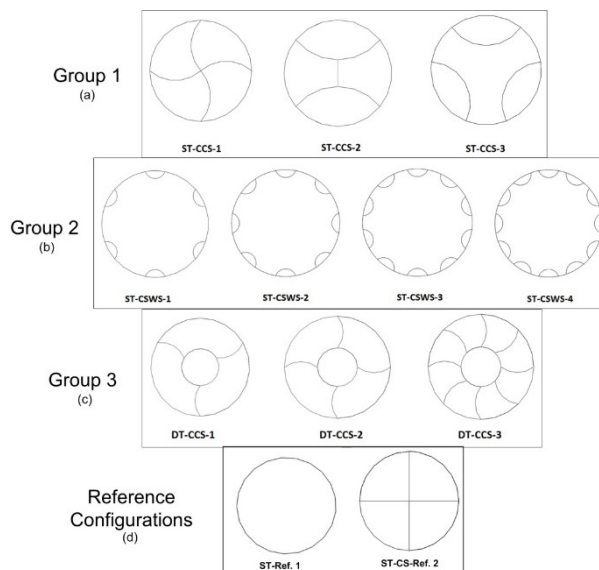 Group 1
(a)
ST-CCS-1 ST-CCS-2 ST-CCS-3
Group 2
(b)
ST-CSWS-1 ST-CSWS-2 ST-CSWS-3 ST-CSWS-4
Group 3
(c)
DT-CCS-1 DT-CCS-2 DT-CCS-3
Reference
Configurations
(d)
ST-Ref. 1 ST-CS-Ref. 2